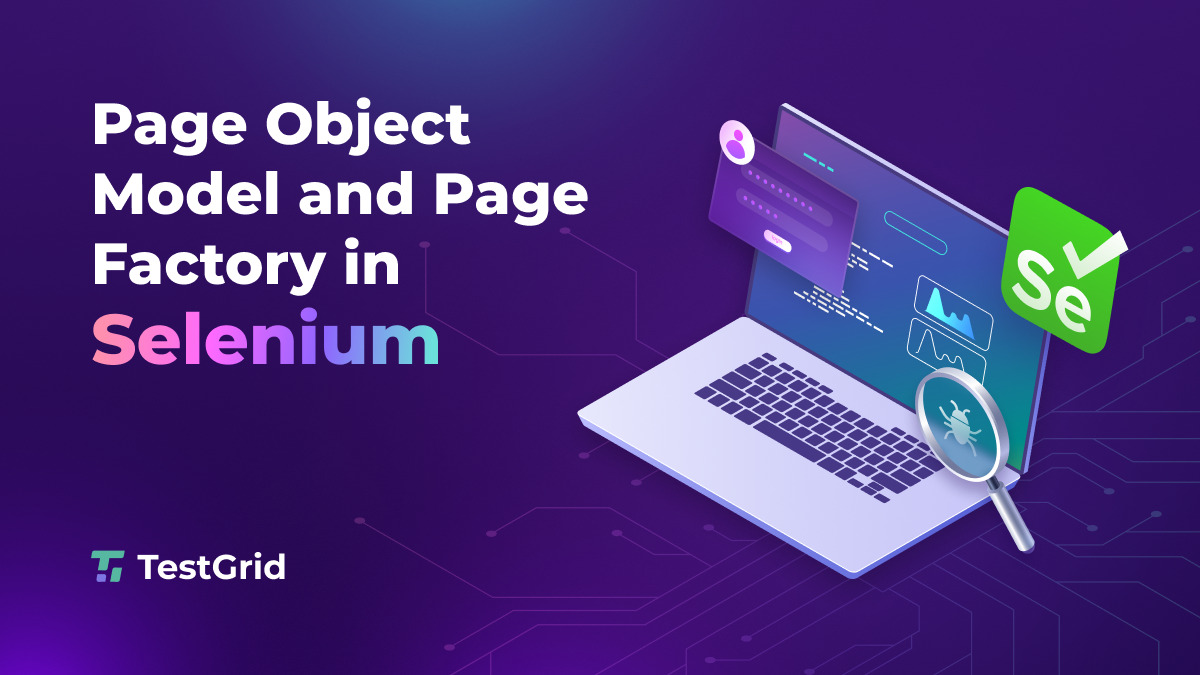 Page Object
Model and Page
Factory in
Selenium
Se
TestGrid